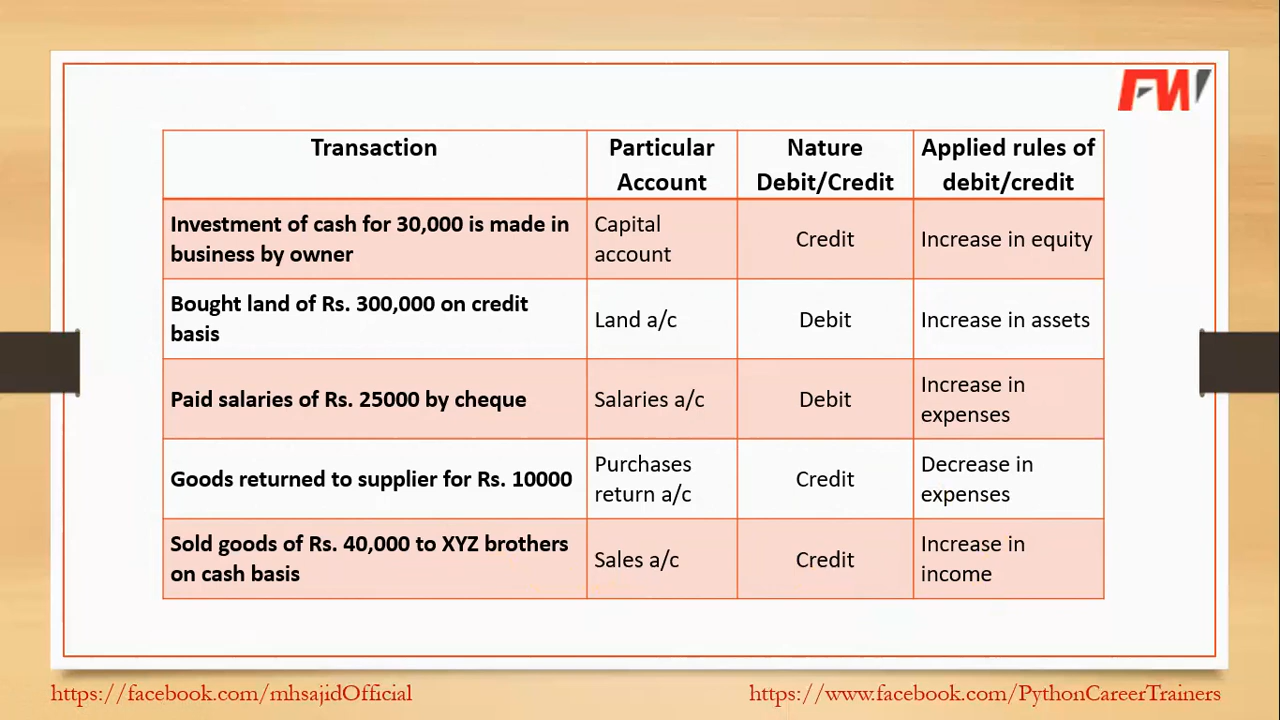 FW
Transaction
Particular
Account
Nature
Debit/Credit
Applied rules of
debit/credit
Investment of cash for 30,000 is made in
business by owner
Capital
account
Credit
Increase in equity
Bought land of Rs. 300,000 on credit
basis
Land a/c
Debit
Increase in assets
Paid salaries of Rs. 25000 by cheque
Salaries a/c
Debit
Increase in
expenses
Goods returned to supplier for Rs. 10000
Purchases
return a/c
Credit
Decrease in
expenses
Sold goods of Rs. 40,000 to XYZ brothers
on cash basis
Sales a/c
Credit
Increase in
income
https://facebook.com/mhsajidOfficial
https://www.facebook.com/PythonCareerTrainers